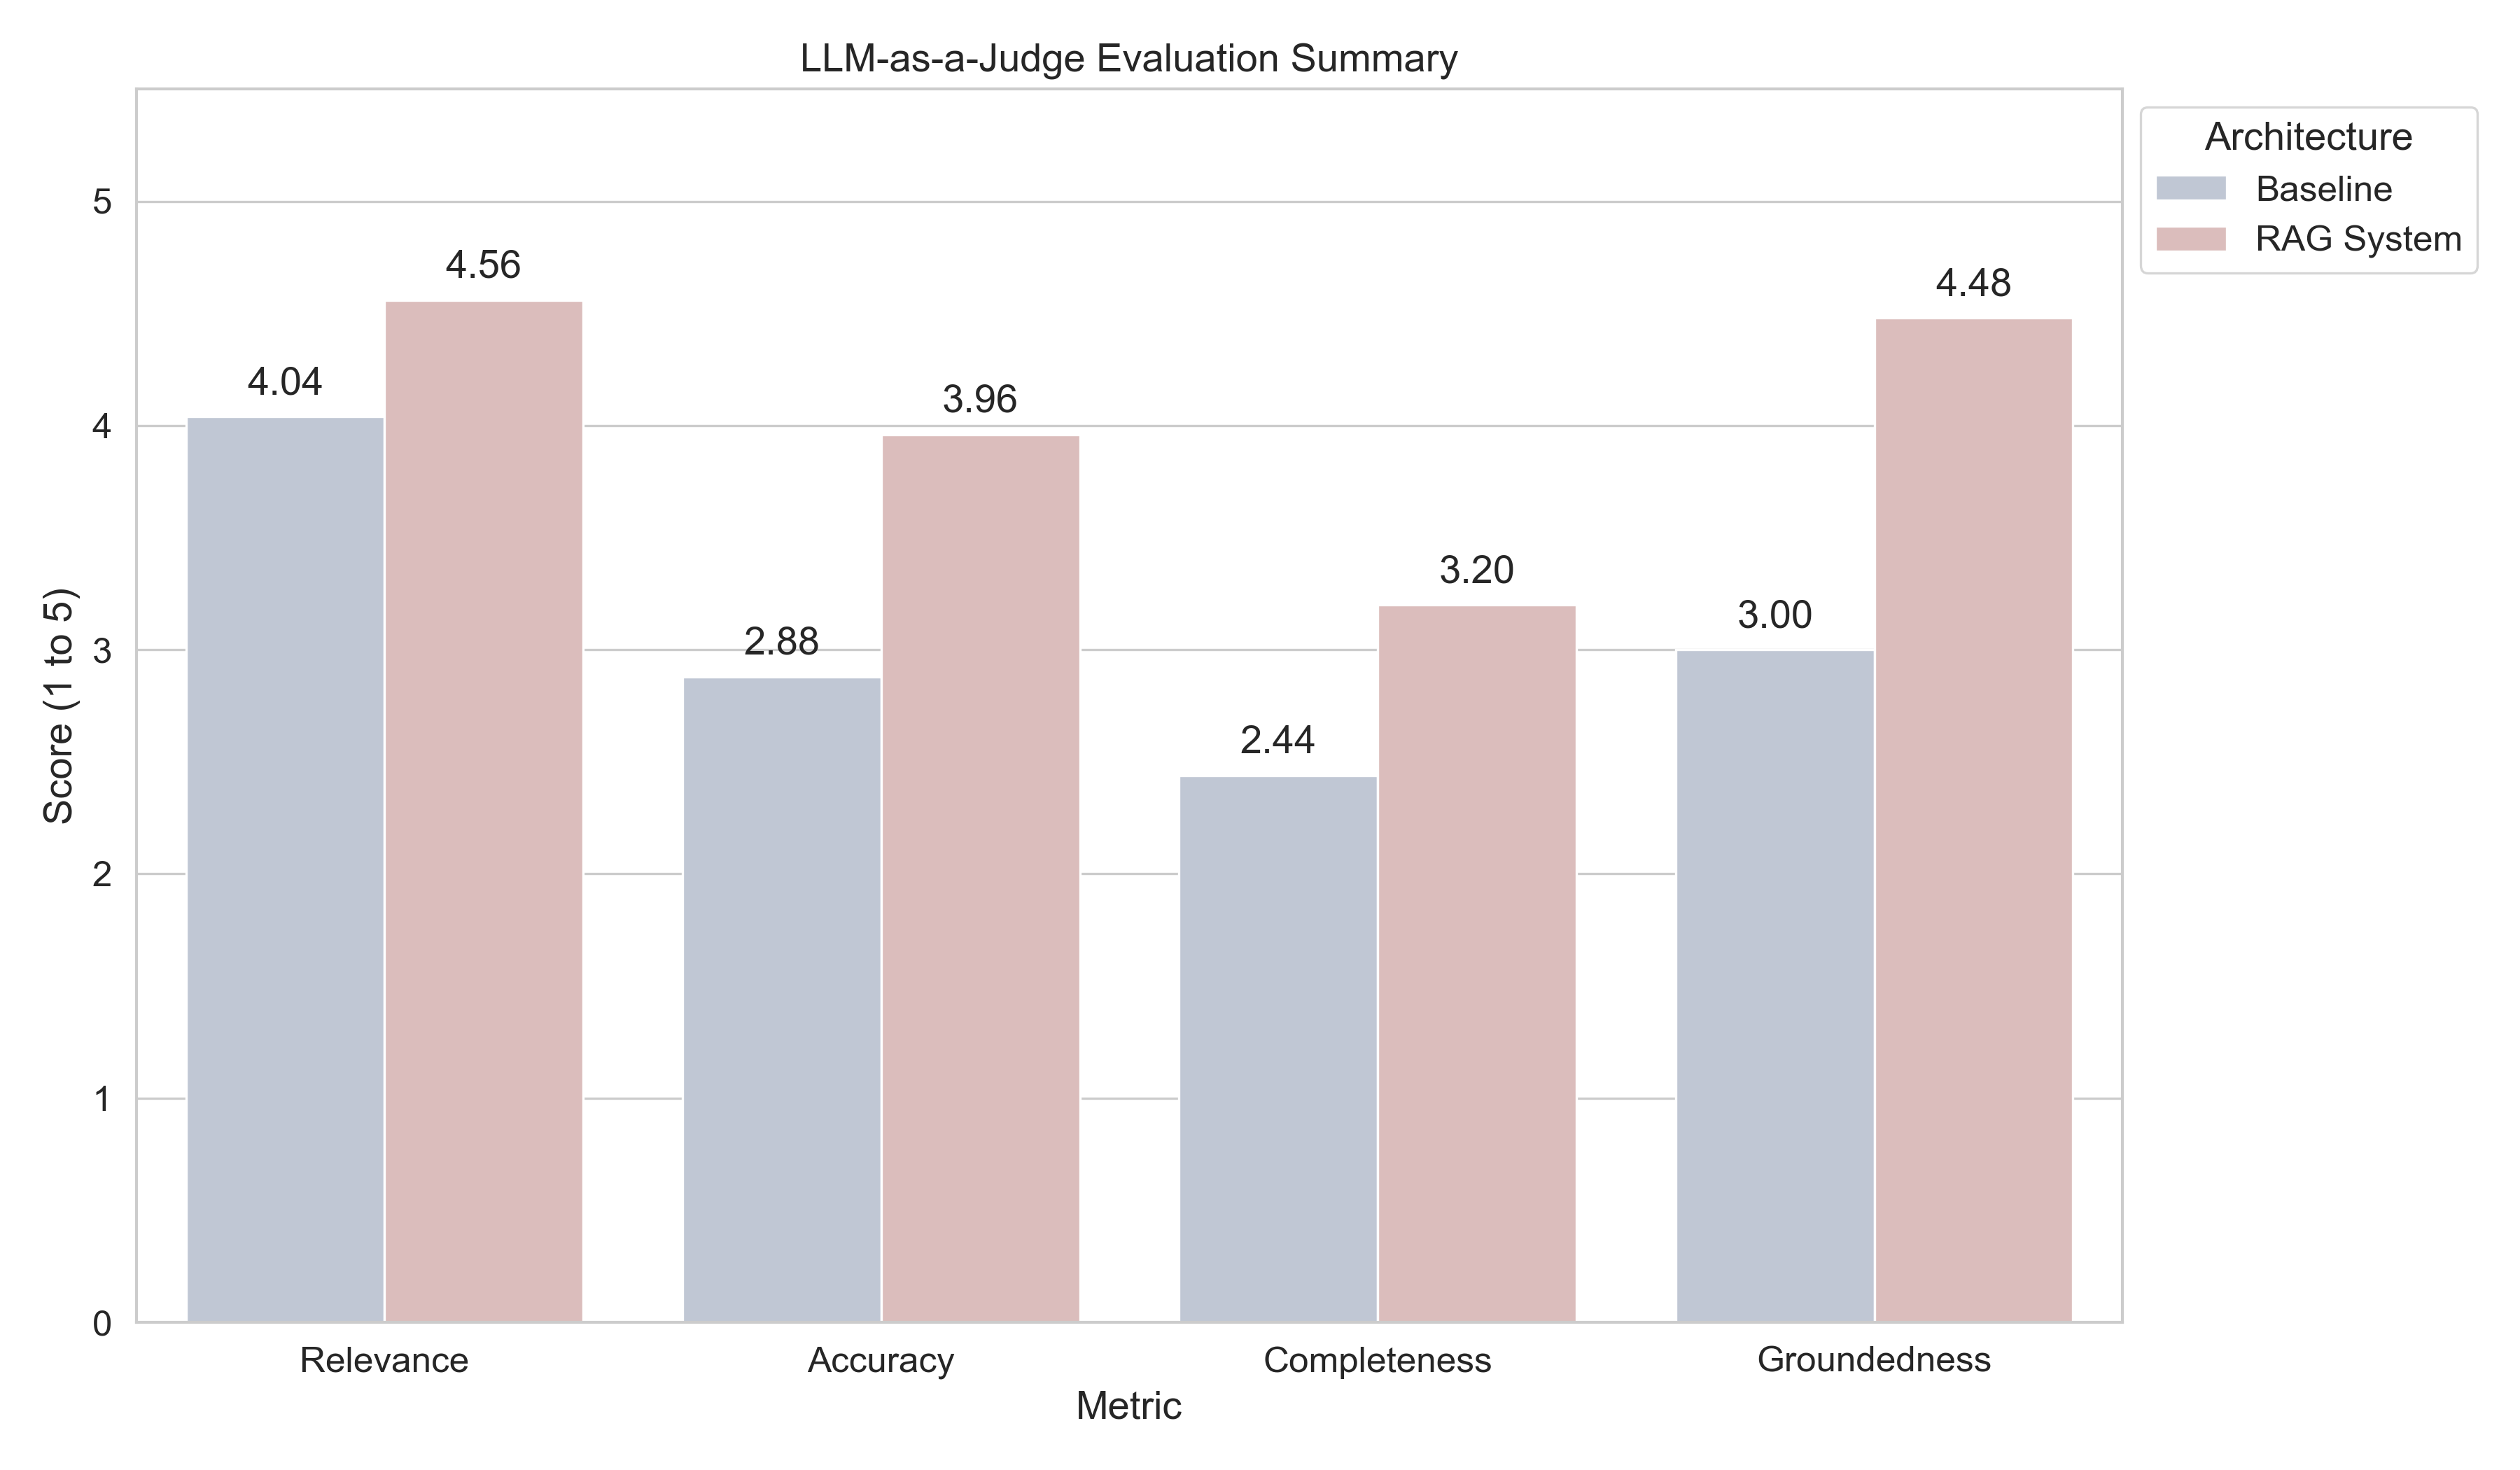 LLM-as-a-Judge Evaluation Summary
Architecture
Baseline
RAG System
Score (1 to 5)
5
4
3
2
1
0
4.04
4.56
2.88
3.96
2.44
3.20
3.00
4.48
Relevance
Accuracy
Completeness
Groundedness
Metric